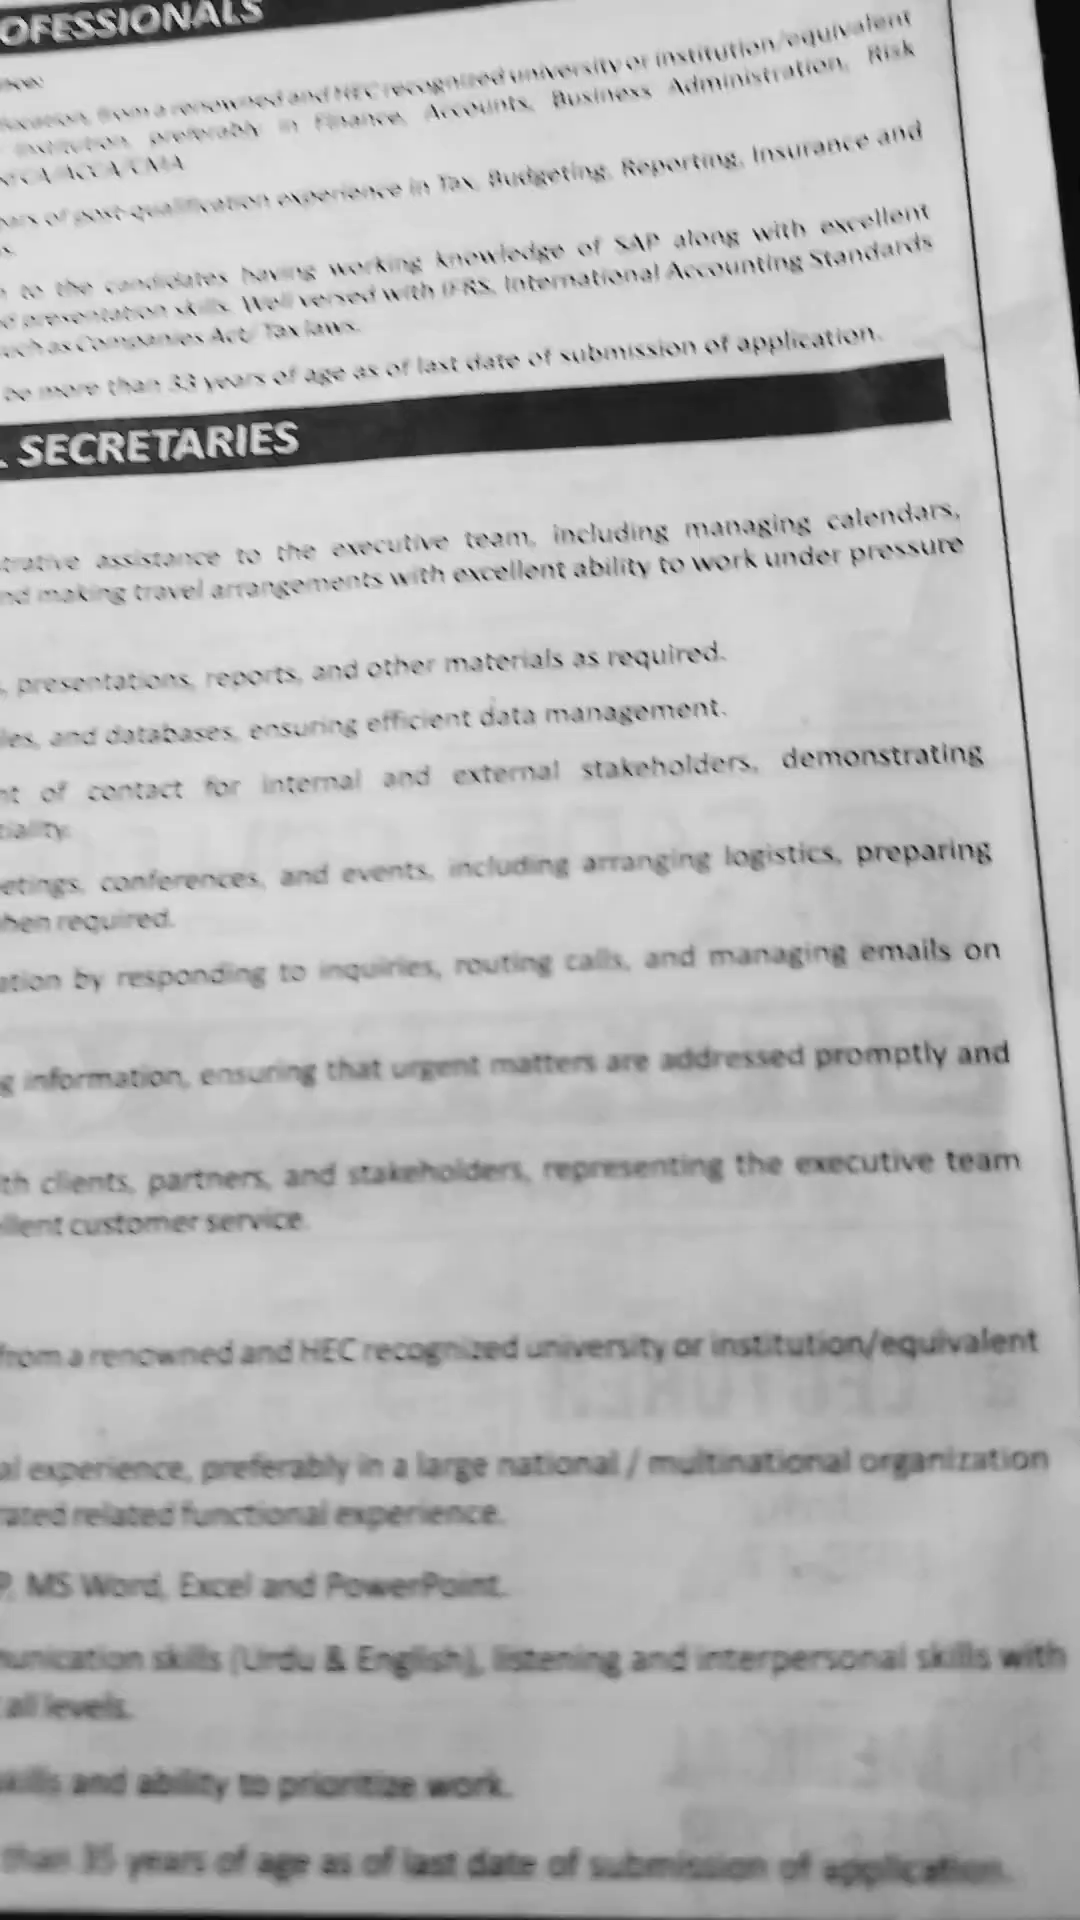 OFESSIONALS
from a renowned and HEC recognized university or institution/equivalent
institution, preferably in Finance, Accounts, Business Administration, Risk
CA/ACCA/CMA
of post-qualification experience in Tax, Budgeting, Reporting, Insurance and
to the candidates having working knowledge of SAP along with excellent
presentation skills. Well versed with IFRS, International Accounting Standards
such as Companies Act/ Tax laws.
be more than 33 years of age as of last date of submission of application.
SECRETARIES
trative assistance to the executive team, including managing calendars,
nd making travel arrangements with excellent ability to work under pressure
, presentations, reports, and other materials as required.
les, and databases, ensuring efficient data management.
nt of contact for internal and external stakeholders, demonstrating
tiality.
etings, conferences, and events, including arranging logistics, preparing
hen required.
ation by responding to inquiries, routing calls, and managing emails on
g information, ensuring that urgent matters are addressed promptly and
th clients, partners, and stakeholders, representing the executive team
llent customer service.
from a renowned and HEC recognized university or institution/equivalent
al experience, preferably in a large national / multinational organization
rated related functional experience.
P, MS Word, Excel and PowerPoint.
munication skills (Urdu & English), listening and interpersonal skills with
all levels.
skills and ability to prioritize work.
than 35 years of age as of last date of submission of application.